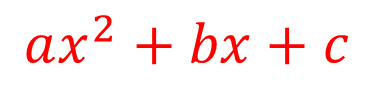 ax² + bx + c